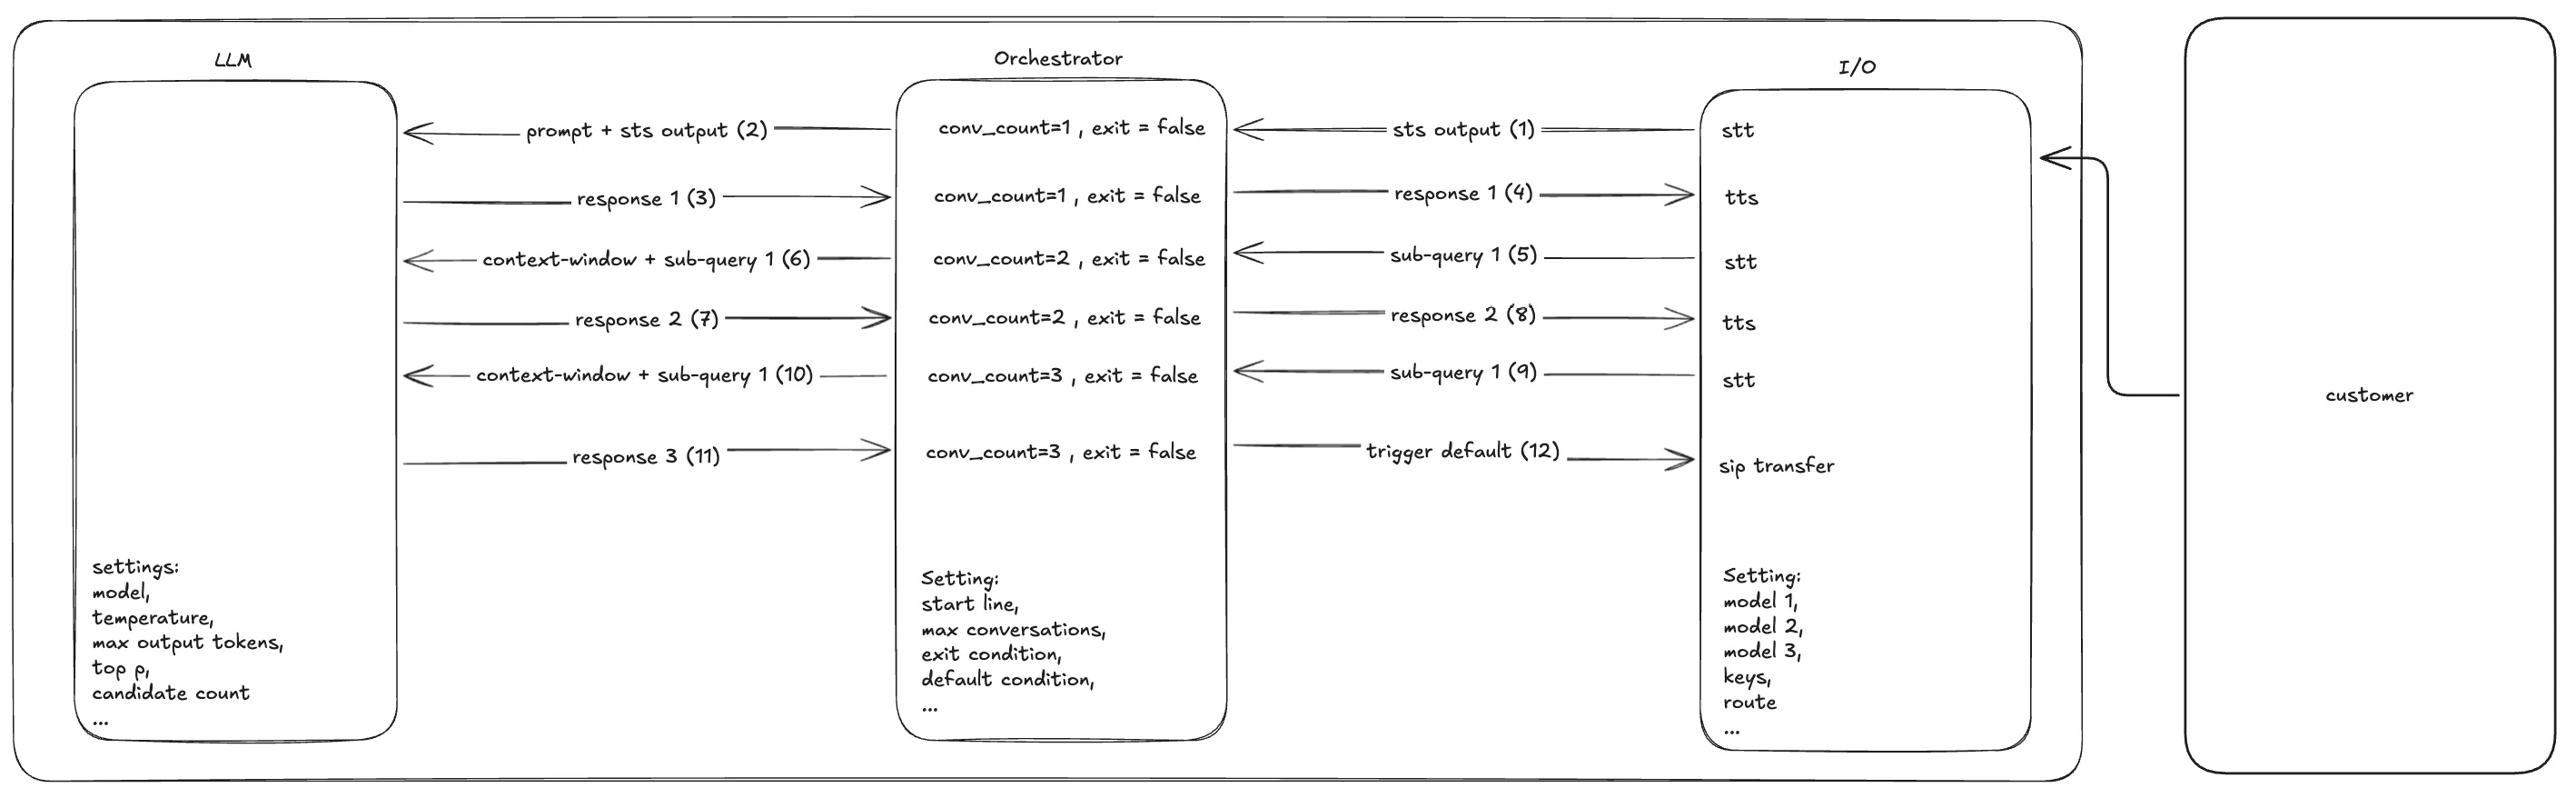 LLM
Orchestrator
I/O
prompt + sts output (2)
conv_count=1 , exit = false
sts output (1)
stt
response 1 (3)
conv_count=1 , exit = false
response 1 (4)
tts
context-window + sub-query 1 (6)
conv_count=2 , exit = false
sub-query 1 (5)
stt
response 2 (7)
conv_count=2 , exit = false
response 2 (8)
tts
context-window + sub-query 1 (10)
conv_count=3 , exit = false
sub-query 1 (9)
stt
response 3 (11)
conv_count=3 , exit = false
trigger default (12)
sip transfer
customer
settings:
model,
temperature,
max output tokens,
top p,
candidate count
...
Setting:
start line,
max conversations,
exit condition,
default condition,
...
Setting:
model 1,
model 2,
model 3,
keys,
route
...